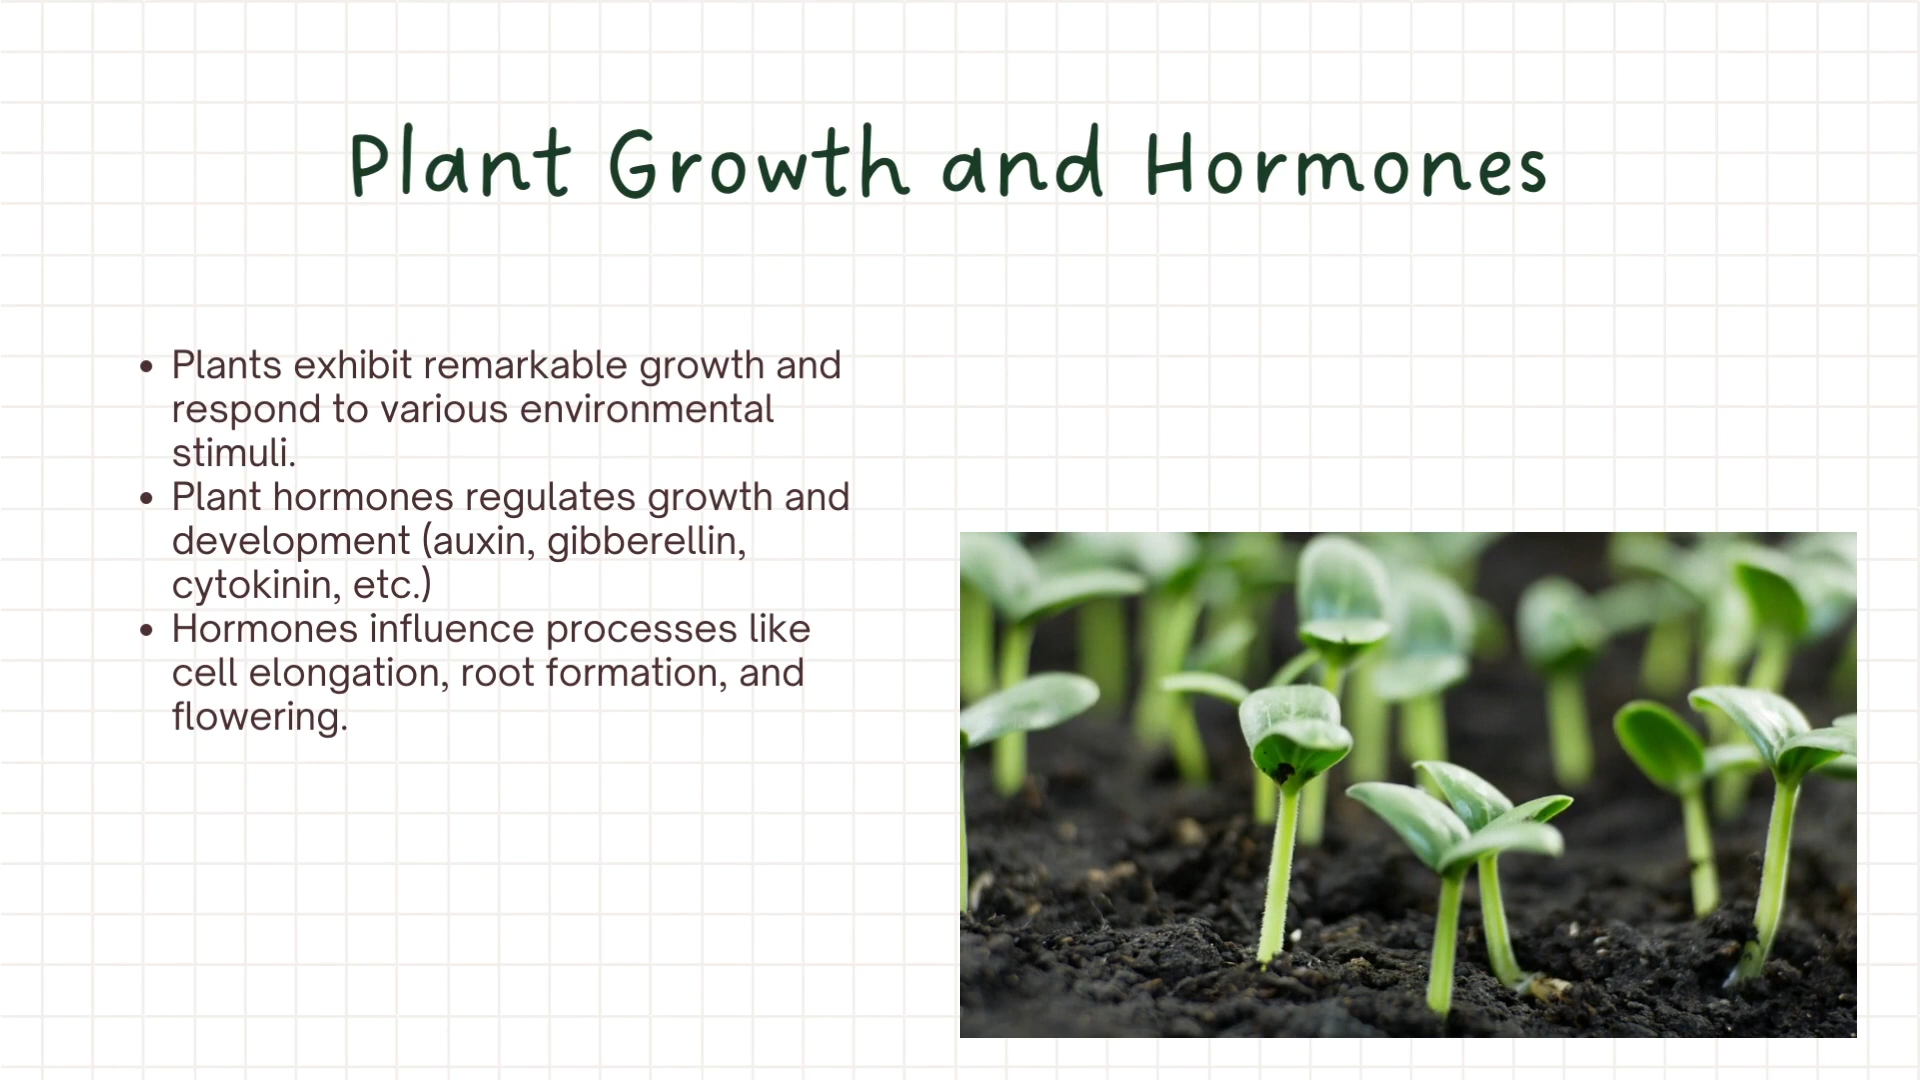 Plant Growth and Hormones
• Plants exhibit remarkable growth and
respond to various environmental
stimuli.
• Plant hormones regulates growth and
development (auxin, gibberellin,
cytokinin, etc.)
• Hormones influence processes like
cell elongation, root formation, and
flowering.